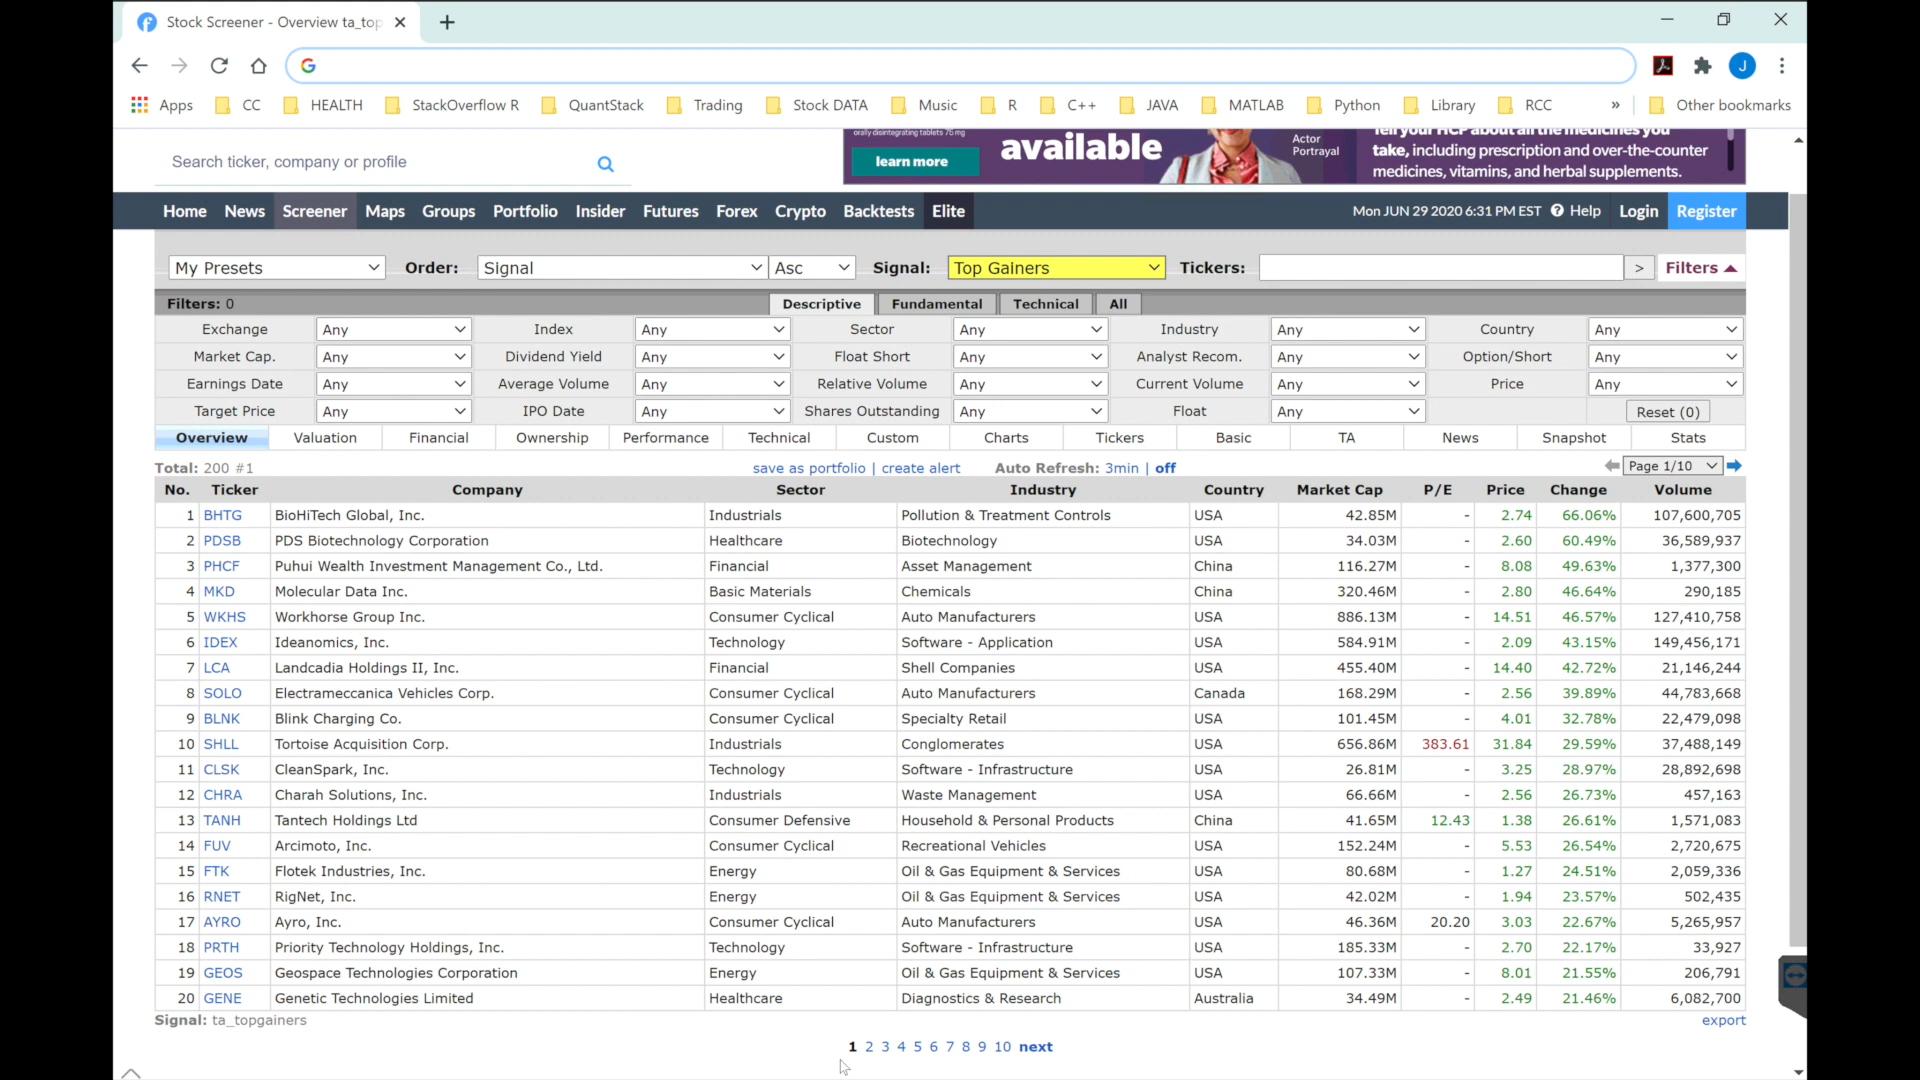 Stock Screener - Overview ta_top
Apps CC HEALTH StackOverflow R QuantStack Trading Stock DATA Music R C++ JAVA MATLAB Python Library RCC » Other bookmarks
J
orally disintegrating tablets 75 mg
learn more
available
Actor
Portrayal
Tell your HCP about all the medicines you
take, including prescription and over-the-counter
medicines, vitamins, and herbal supplements.
Search ticker, company or profile
Home News Screener Maps Groups Portfolio Insider Futures Forex Crypto Backtests Elite Mon JUN 29 2020 6:31 PM EST Help Login Register
My Presets Order: Signal Asc Signal: Top Gainers Tickers: > Filters
Filters: 0 Descriptive Fundamental Technical All
Exchange Any Index Any Sector Any Industry Any Country Any
Market Cap. Any Dividend Yield Any Float Short Any Analyst Recom. Any Option/Short Any
Earnings Date Any Average Volume Any Relative Volume Any Current Volume Any Price Any
Target Price Any IPO Date Any Shares Outstanding Any Float Any Reset (0)
Overview Valuation Financial Ownership Performance Technical Custom Charts Tickers Basic TA News Snapshot Stats
Total: 200 #1 save as portfolio | create alert Auto Refresh: 3min | off Page 1/10
No. Ticker Company Sector Industry Country Market Cap P/E Price Change Volume
1 BHTG BioHiTech Global, Inc. Industrials Pollution & Treatment Controls USA 42.85M - 2.74 66.06% 107,600,705
2 PDSB PDS Biotechnology Corporation Healthcare Biotechnology USA 34.03M - 2.60 60.49% 36,589,937
3 PHCF Puhui Wealth Investment Management Co., Ltd. Financial Asset Management China 116.27M - 8.08 49.63% 1,377,300
4 MKD Molecular Data Inc. Basic Materials Chemicals China 320.46M - 2.80 46.64% 290,185
5 WKHS Workhorse Group Inc. Consumer Cyclical Auto Manufacturers USA 886.13M - 14.51 46.57% 127,410,758
6 IDEX Ideanomics, Inc. Technology Software - Application USA 584.91M - 2.09 43.15% 149,456,171
7 LCA Landcadia Holdings II, Inc. Financial Shell Companies USA 455.40M - 14.40 42.72% 21,146,244
8 SOLO Electrameccanica Vehicles Corp. Consumer Cyclical Auto Manufacturers Canada 168.29M - 2.56 39.89% 44,783,668
9 BLNK Blink Charging Co. Consumer Cyclical Specialty Retail USA 101.45M - 4.01 32.78% 22,479,098
10 SHLL Tortoise Acquisition Corp. Industrials Conglomerates USA 656.86M 383.61 31.84 29.59% 37,488,149
11 CLSK CleanSpark, Inc. Technology Software - Infrastructure USA 26.81M - 3.25 28.97% 28,892,698
12 CHRA Charah Solutions, Inc. Industrials Waste Management USA 66.66M - 2.56 26.73% 457,163
13 TANH Tantech Holdings Ltd Consumer Defensive Household & Personal Products China 41.65M 12.43 1.38 26.61% 1,571,083
14 FUV Arcimoto, Inc. Consumer Cyclical Recreational Vehicles USA 152.24M - 5.53 26.54% 2,720,675
15 FTK Flotek Industries, Inc. Energy Oil & Gas Equipment & Services USA 80.68M - 1.27 24.51% 2,059,336
16 RNET RigNet, Inc. Energy Oil & Gas Equipment & Services USA 42.02M - 1.94 23.57% 502,435
17 AYRO Ayro, Inc. Consumer Cyclical Auto Manufacturers USA 46.36M 20.20 3.03 22.67% 5,265,957
18 PRTH Priority Technology Holdings, Inc. Technology Software - Infrastructure USA 185.33M - 2.70 22.17% 33,927
19 GEOS Geospace Technologies Corporation Energy Oil & Gas Equipment & Services USA 107.33M - 8.01 21.55% 206,791
20 GENE Genetic Technologies Limited Healthcare Diagnostics & Research Australia 34.49M - 2.49 21.46% 6,082,700
Signal: ta_topgainers export
1 2 3 4 5 6 7 8 9 10 next